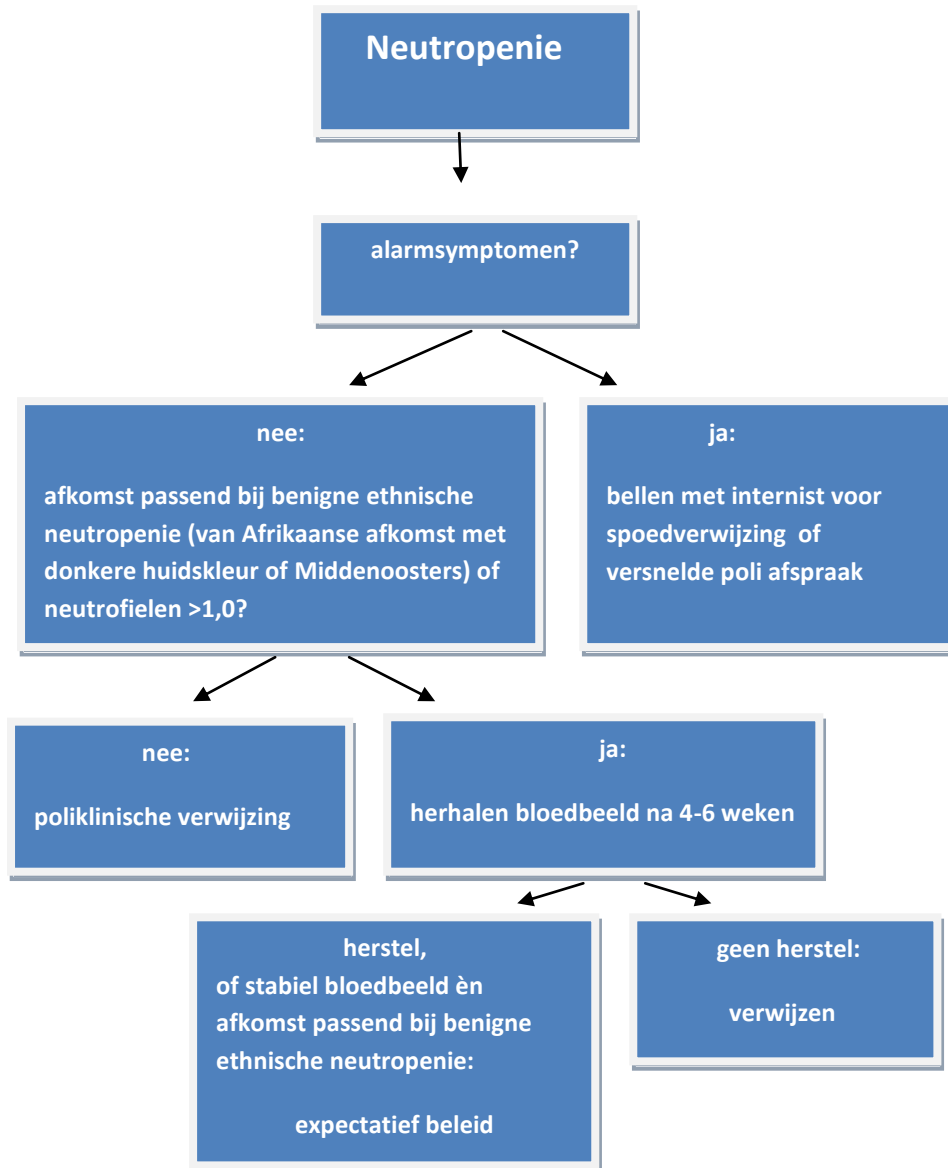 Neutropenie
alarmsymptomen?
nee:
afkomst passend bij benigne ethnische
neutropenie (van Afrikaanse afkomst met
donkere huidskleur of Middenoosters) of
neutrofielen >1,0?
ja:
bellen met internist voor
spoedverwijzing of
versnelde poli afspraak
nee:
poliklinische verwijzing
ja:
herhalen bloedbeeld na 4-6 weken
herstel,
of stabiel bloedbeeld èn
afkomst passend bij benigne
ethnische neutropenie:
expectatief beleid
geen herstel:
verwijzen